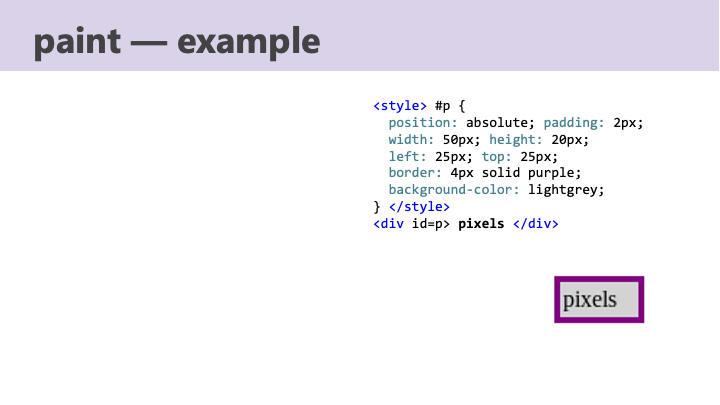 paint — example
<style> #p {
position: absolute; padding: 2px;
width: 50px; height: 20px;
left: 25px; top: 25px;
border: 4px solid purple;
background-color: lightgrey;
} </style>
<div id=p> pixels </div>
pixels